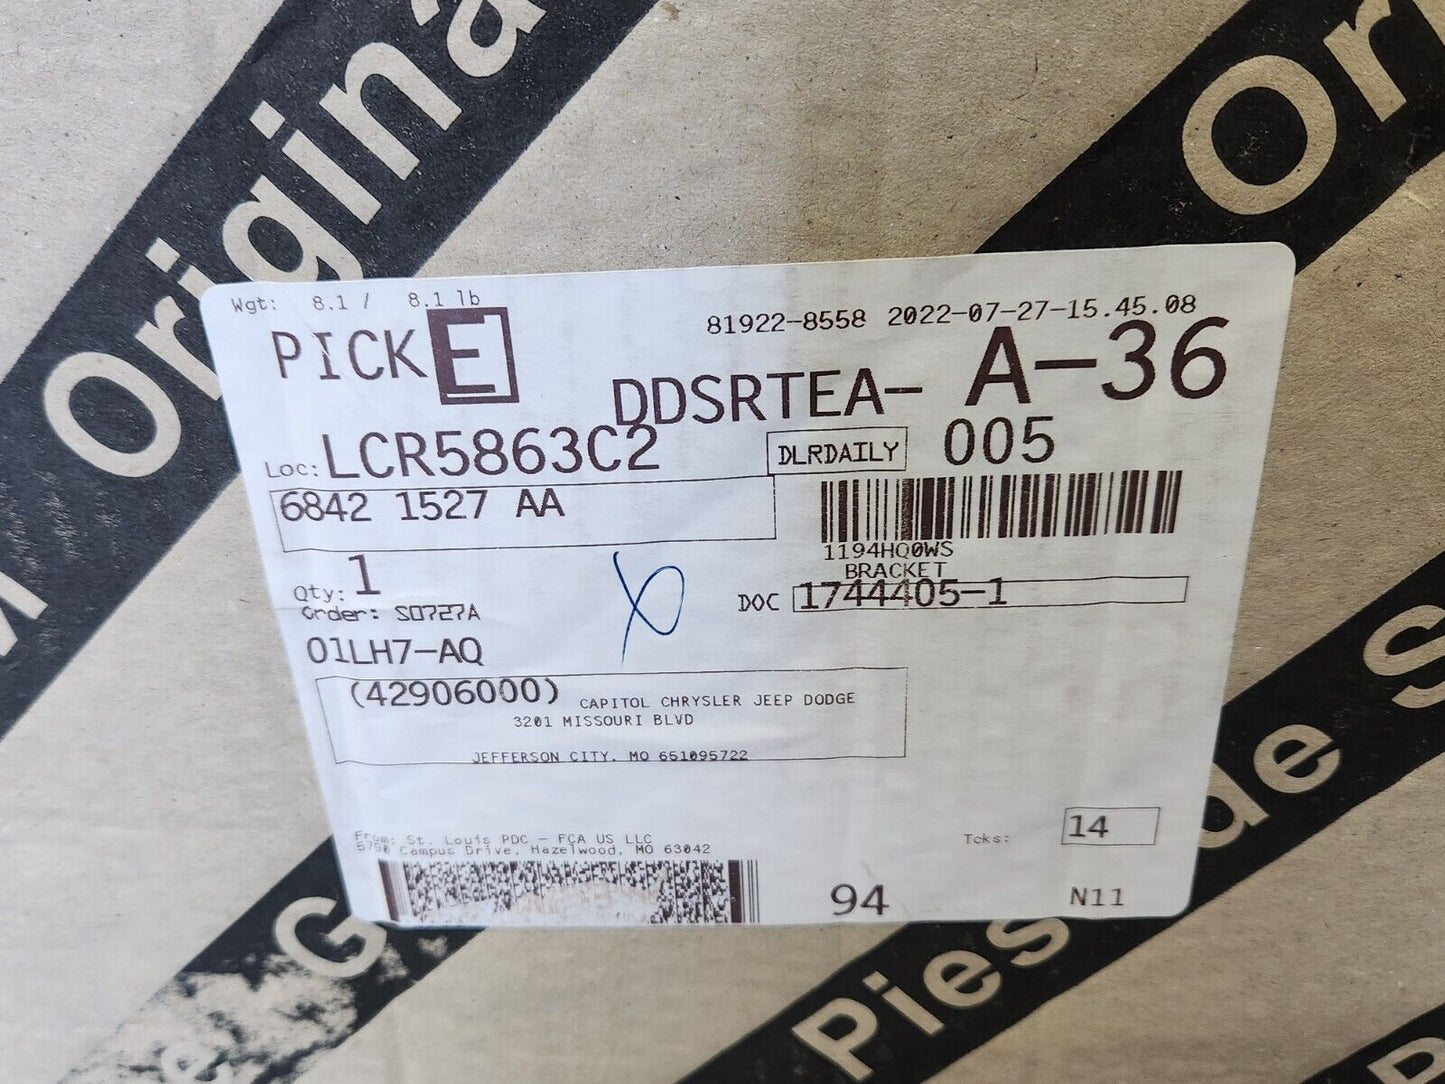 Original
Ori
Wgt: 8.1 / 8.1 lb
81922-8558 2022-07-27-15.45.08
PICK E
DDSRTEA- A-36
Loc: LCR5863C2
DLRDAILY 005
6842 1527 AA
1194HQ0WS
BRACKET
Qty: 1
DOC 1744405-1
Order: S0727A
01LH7-AQ
(42906000) CAPITOL CHRYSLER JEEP DODGE
3201 MISSOURI BLVD
JEFFERSON CITY, MO 651095722
From: St. Louis PDC - FCA US LLC
5750 Campus Drive, Hazelwood, MO 63042
Tcks: 14
94
N11
Pièces de
G